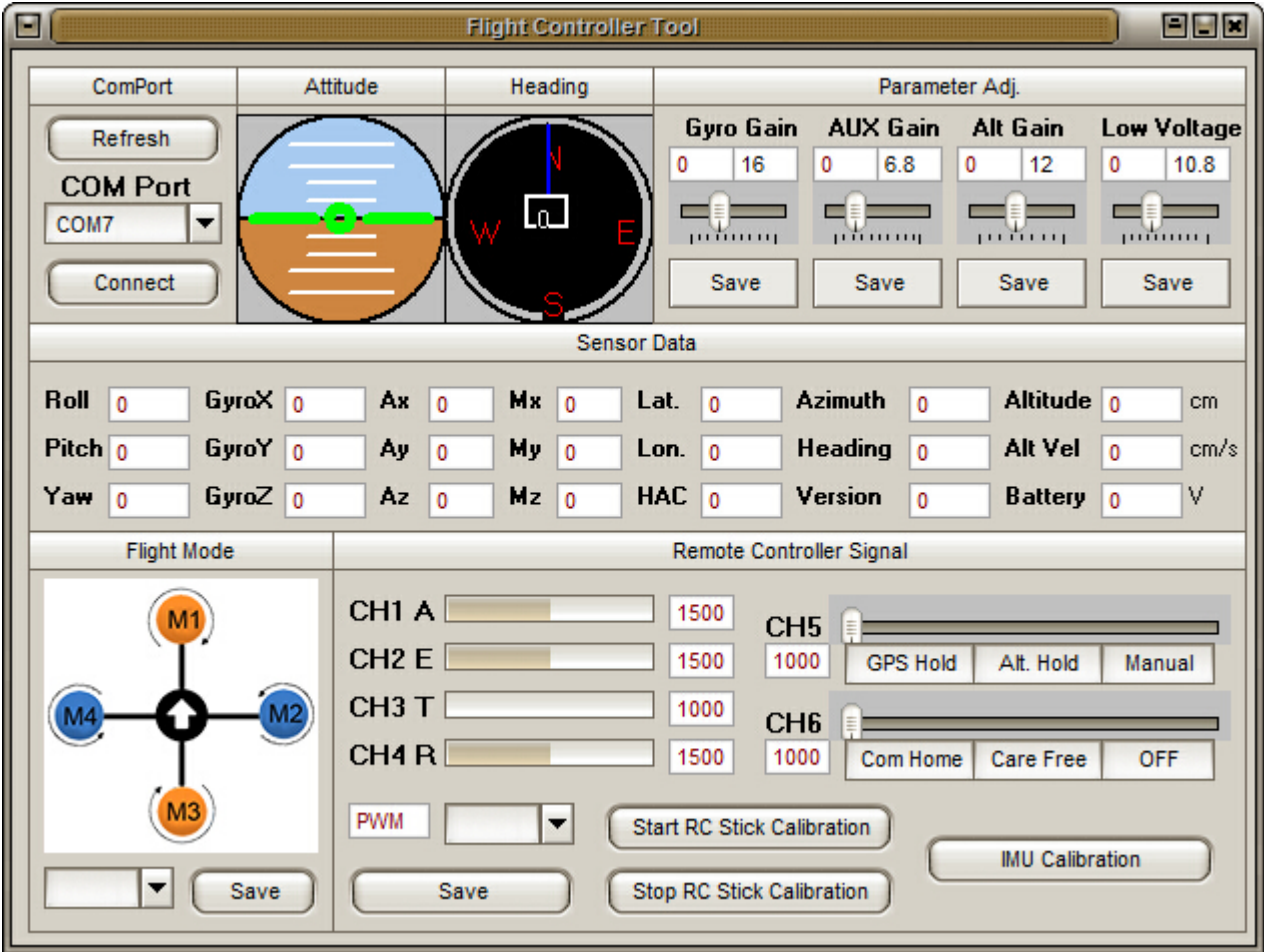 Flight Controller Tool
ComPort Attitude Heading Parameter Adj.
Refresh
COM Port
COM7
Connect
N
W 0 E
S
Gyro Gain AUX Gain Alt Gain Low Voltage
0 16 0 6.8 0 12 0 10.8
Save Save Save Save
Sensor Data
Roll 0 GyroX 0 Ax 0 Mx 0 Lat. 0 Azimuth 0 Altitude 0 cm
Pitch 0 GyroY 0 Ay 0 My 0 Lon. 0 Heading 0 Alt Vel 0 cm/s
Yaw 0 GyroZ 0 Az 0 Mz 0 HAC 0 Version 0 Battery 0 V
Flight Mode Remote Controller Signal
M1
M4 M2
M3
Save
CH1 A 1500
CH2 E 1500
CH3 T 1000
CH4 R 1500
CH5
1000 GPS Hold Alt. Hold Manual
CH6
1000 Com Home Care Free OFF
PWM Start RC Stick Calibration
IMU Calibration
Save Stop RC Stick Calibration